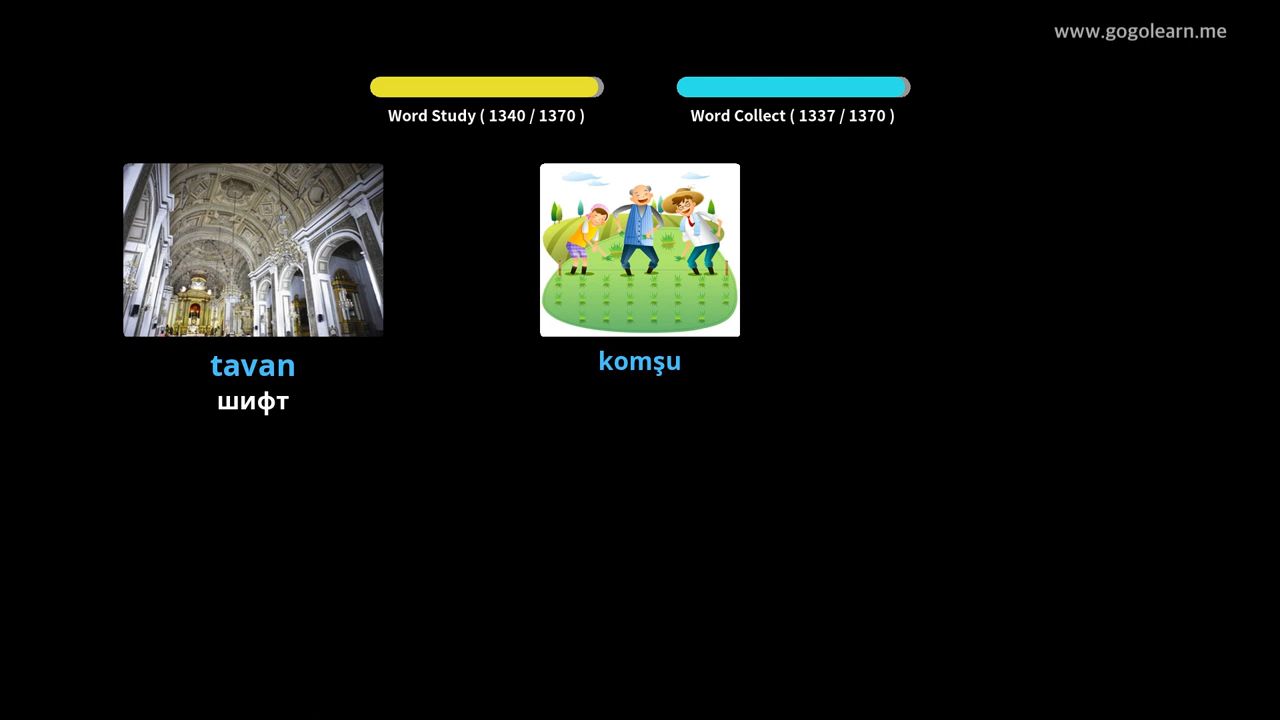 www.gogolearn.me
Word Study ( 1340 / 1370 )
Word Collect ( 1337 / 1370 )
tavan
шифт
komşu